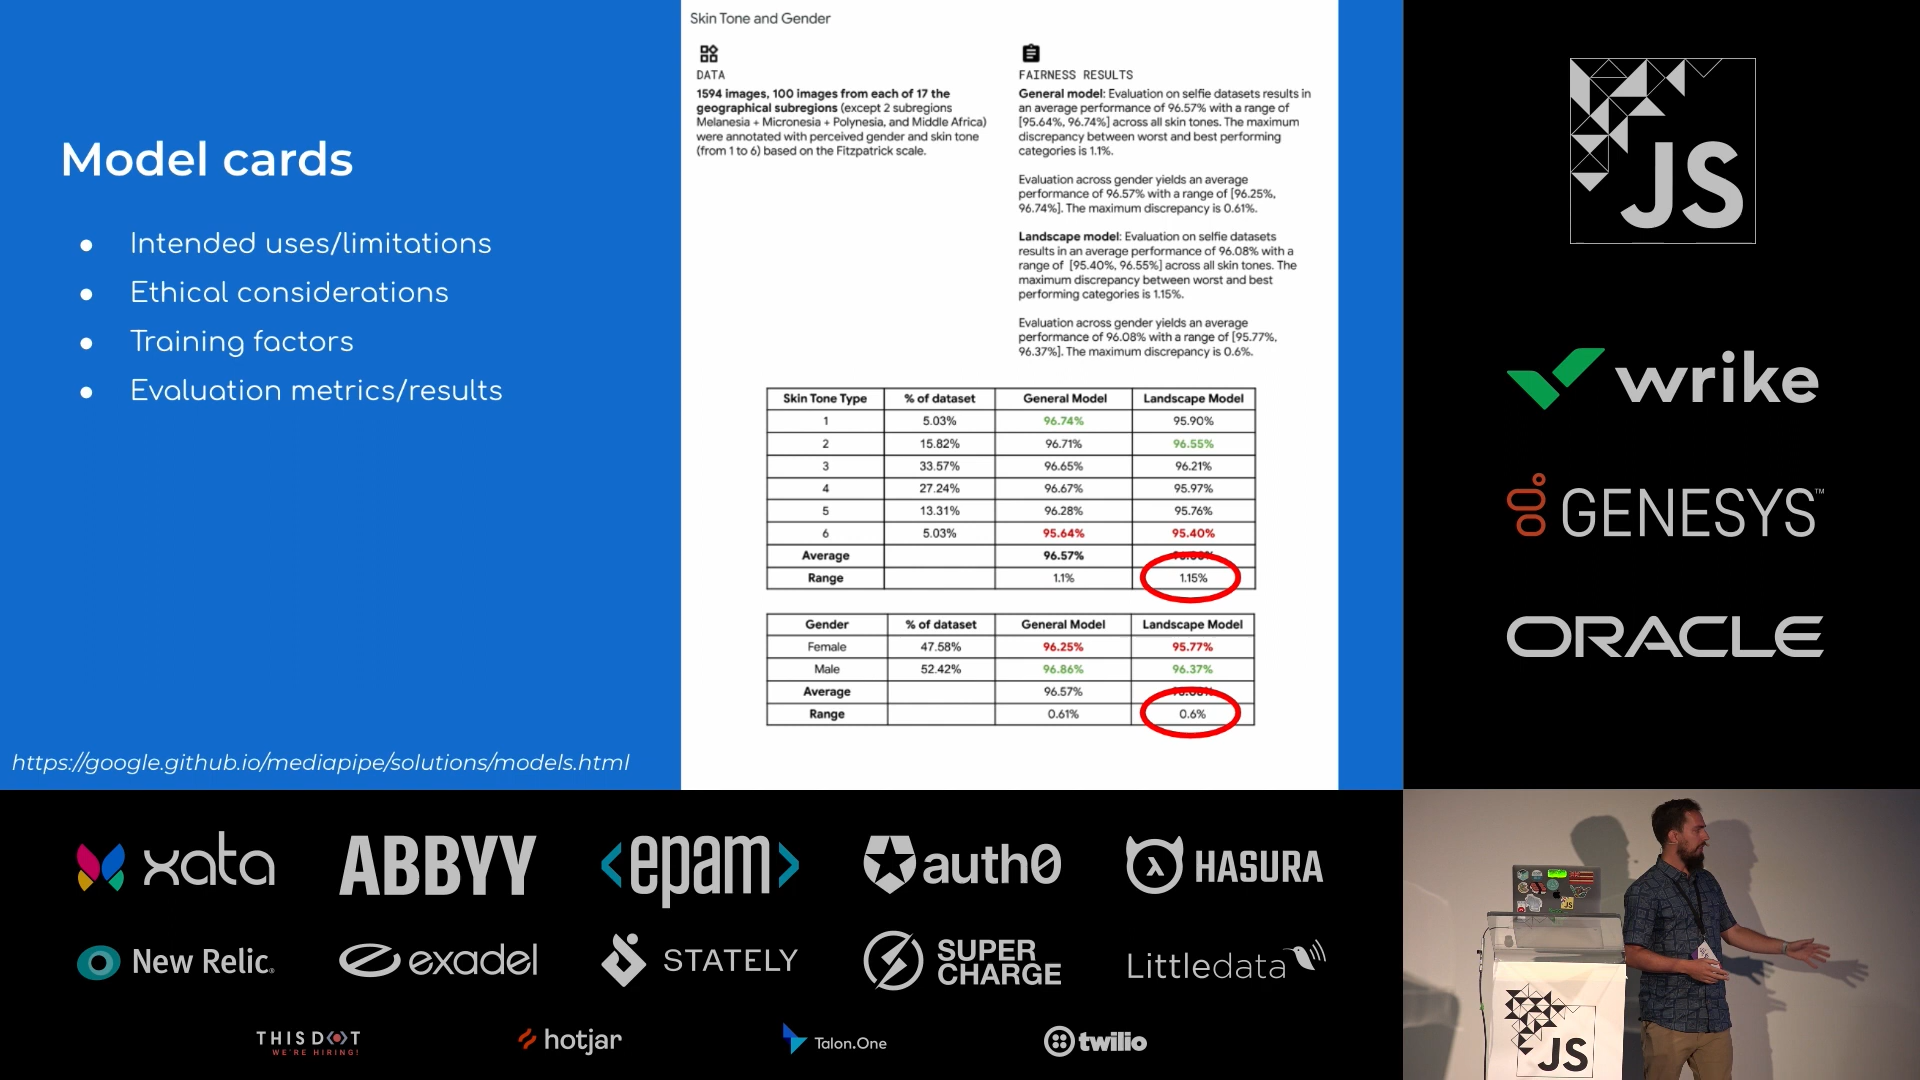 Model cards
● Intended uses/limitations
● Ethical considerations
● Training factors
● Evaluation metrics/results
https://google.github.io/mediapipe/solutions/models.html
Skin Tone and Gender
DATA
1594 images, 100 images from each of 17 the
geographical subregions (except 2 subregions
Melanesia + Micronesia + Polynesia, and Middle Africa)
were annotated with perceived gender and skin tone
(from 1 to 6) based on the Fitzpatrick scale.
FAIRNESS RESULTS
General model: Evaluation on selfie datasets results in
an average performance of 96.57% with a range of
[95.64%, 96.74%] across all skin tones. The maximum
discrepancy between worst and best performing
categories is 1.1%.
Evaluation across gender yields an average
performance of 96.57% with a range of [96.25%,
96.74%]. The maximum discrepancy is 0.61%.
Landscape model: Evaluation on selfie datasets
results in an average performance of 96.08% with a
range of [95.40%, 96.55%] across all skin tones. The
maximum discrepancy between worst and best
performing categories is 1.15%.
Evaluation across gender yields an average
performance of 96.08% with a range of [95.77%,
96.37%]. The maximum discrepancy is 0.6%.
Skin Tone Type % of dataset General Model Landscape Model
1 5.03% 96.74% 95.90%
2 15.82% 96.71% 96.55%
3 33.57% 96.65% 96.21%
4 27.24% 96.67% 95.97%
5 13.31% 96.28% 95.76%
6 5.03% 95.64% 95.40%
Average 96.57%
Range 1.1% 1.15%
Gender % of dataset General Model Landscape Model
Female 47.58% 96.25% 95.77%
Male 52.42% 96.86% 96.37%
Average 96.57%
Range 0.61% 0.6%
JS
wrike
GENESYS™
ORACLE
xata ABBYY <epam> auth0 HASURA
New Relic. exadel STATELY SUPER CHARGE Littledata
THIS DOT hotjar Talon.One twilio
WE'RE HIRING!
JS
JS